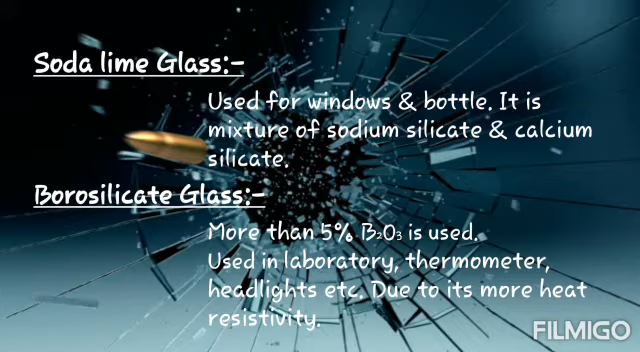 Soda lime Glass:-
Used for windows & bottle. It is
mixture of sodium silicate & calcium
silicate.
Borosilicate Glass:-
More than 5% B₂O₃ is used.
Used in laboratory, thermometer,
headlights etc. Due to its more heat
resistivity.
FILMIGO